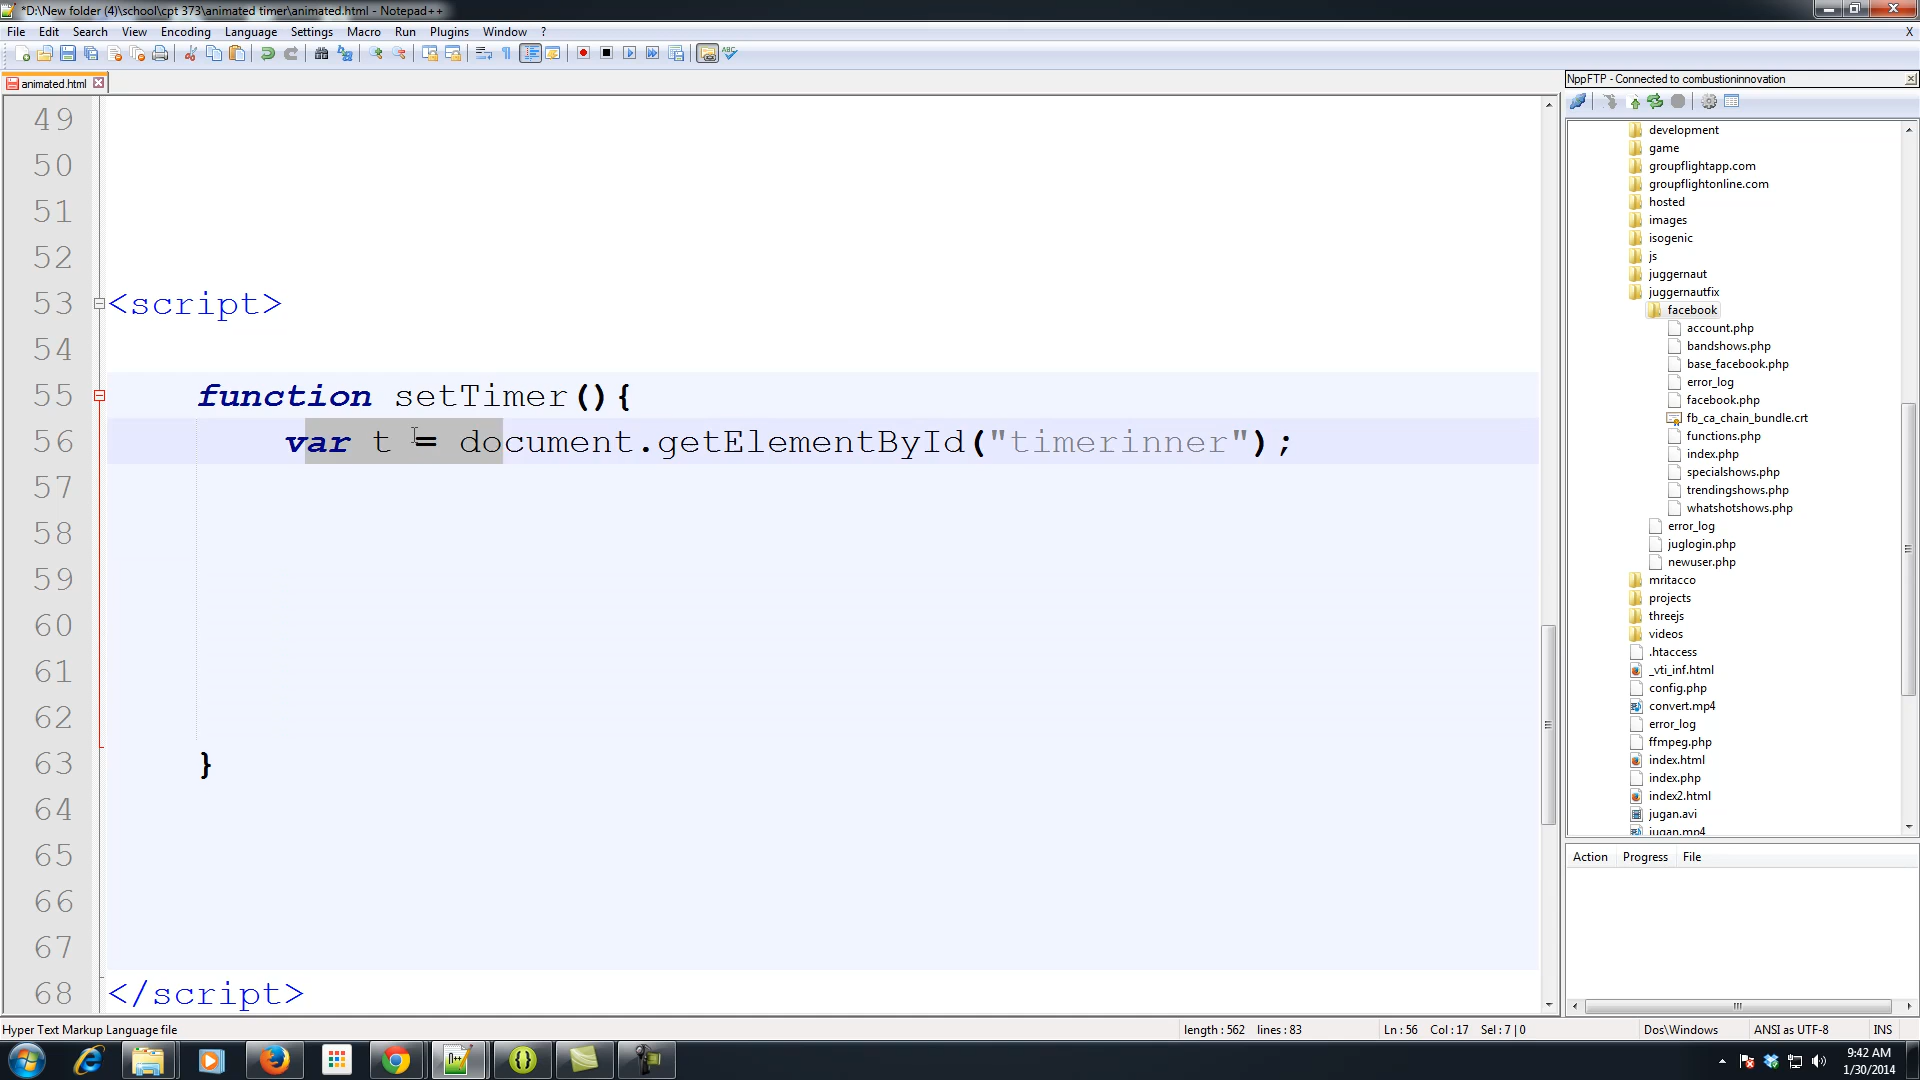 *D:\New folder (4)\school\cpt 373\animated timer\animated.html - Notepad++
File Edit Search View Encoding Language Settings Macro Run Plugins Window ? X
animated.html
NppFTP - Connected to combustioninnovation
49
50
51
52
53 <script>
54
55 function setTimer(){
56 var t = document.getElementById("timerinner");
57
58
59
60
61
62
63 }
64
65
66
67
68 </script>
development
game
groupflightapp.com
groupflightonline.com
hosted
images
isogenic
js
juggernaut
juggernautfix
facebook
account.php
bandshows.php
base_facebook.php
error_log
facebook.php
fb_ca_chain_bundle.crt
functions.php
index.php
specialshows.php
trendingshows.php
whatshotshows.php
error_log
juglogin.php
newuser.php
mritacco
projects
threejs
videos
.htaccess
_vti_inf.html
config.php
convert.mp4
error_log
ffmpeg.php
index.html
index.php
index2.html
jugan.avi
jugan.mp4
Action Progress File
Hyper Text Markup Language file length : 562 lines : 83 Ln : 56 Col : 17 Sel : 7 | 0 Dos\Windows ANSI as UTF-8 INS
9:42 AM
1/30/2014